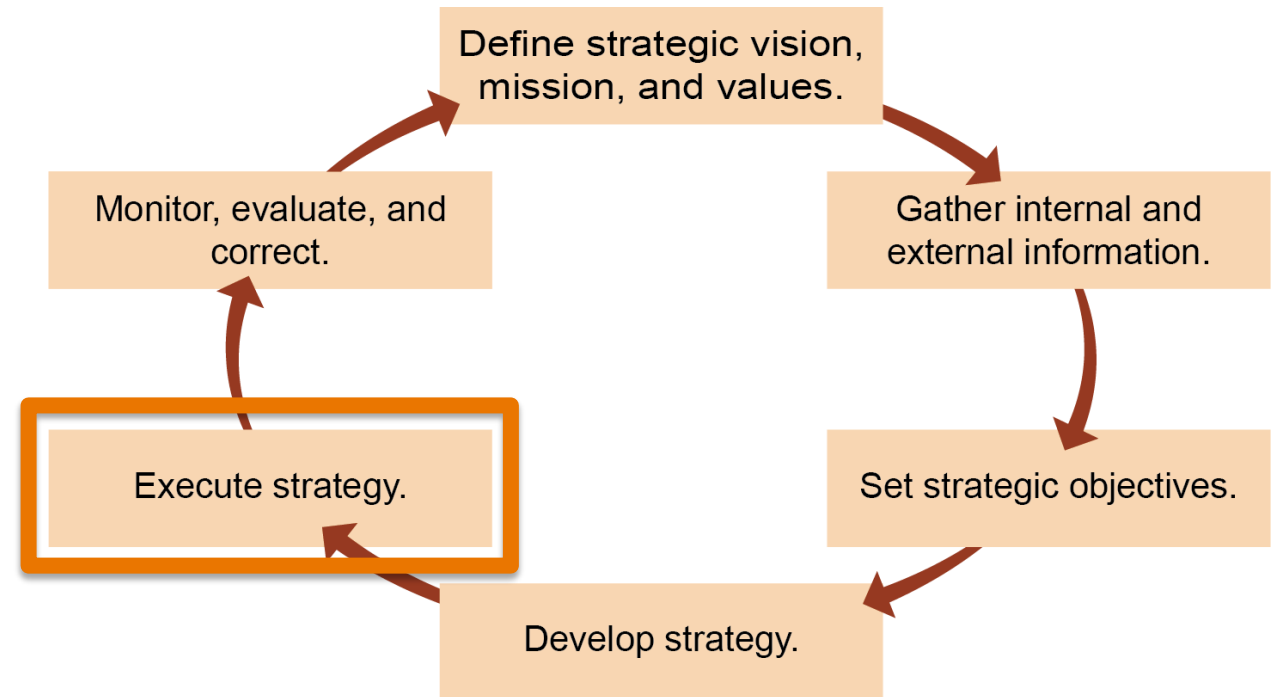 Define strategic vision,
mission, and values.
Gather internal and
external information.
Set strategic objectives.
Develop strategy.
Execute strategy.
Monitor, evaluate, and
correct.